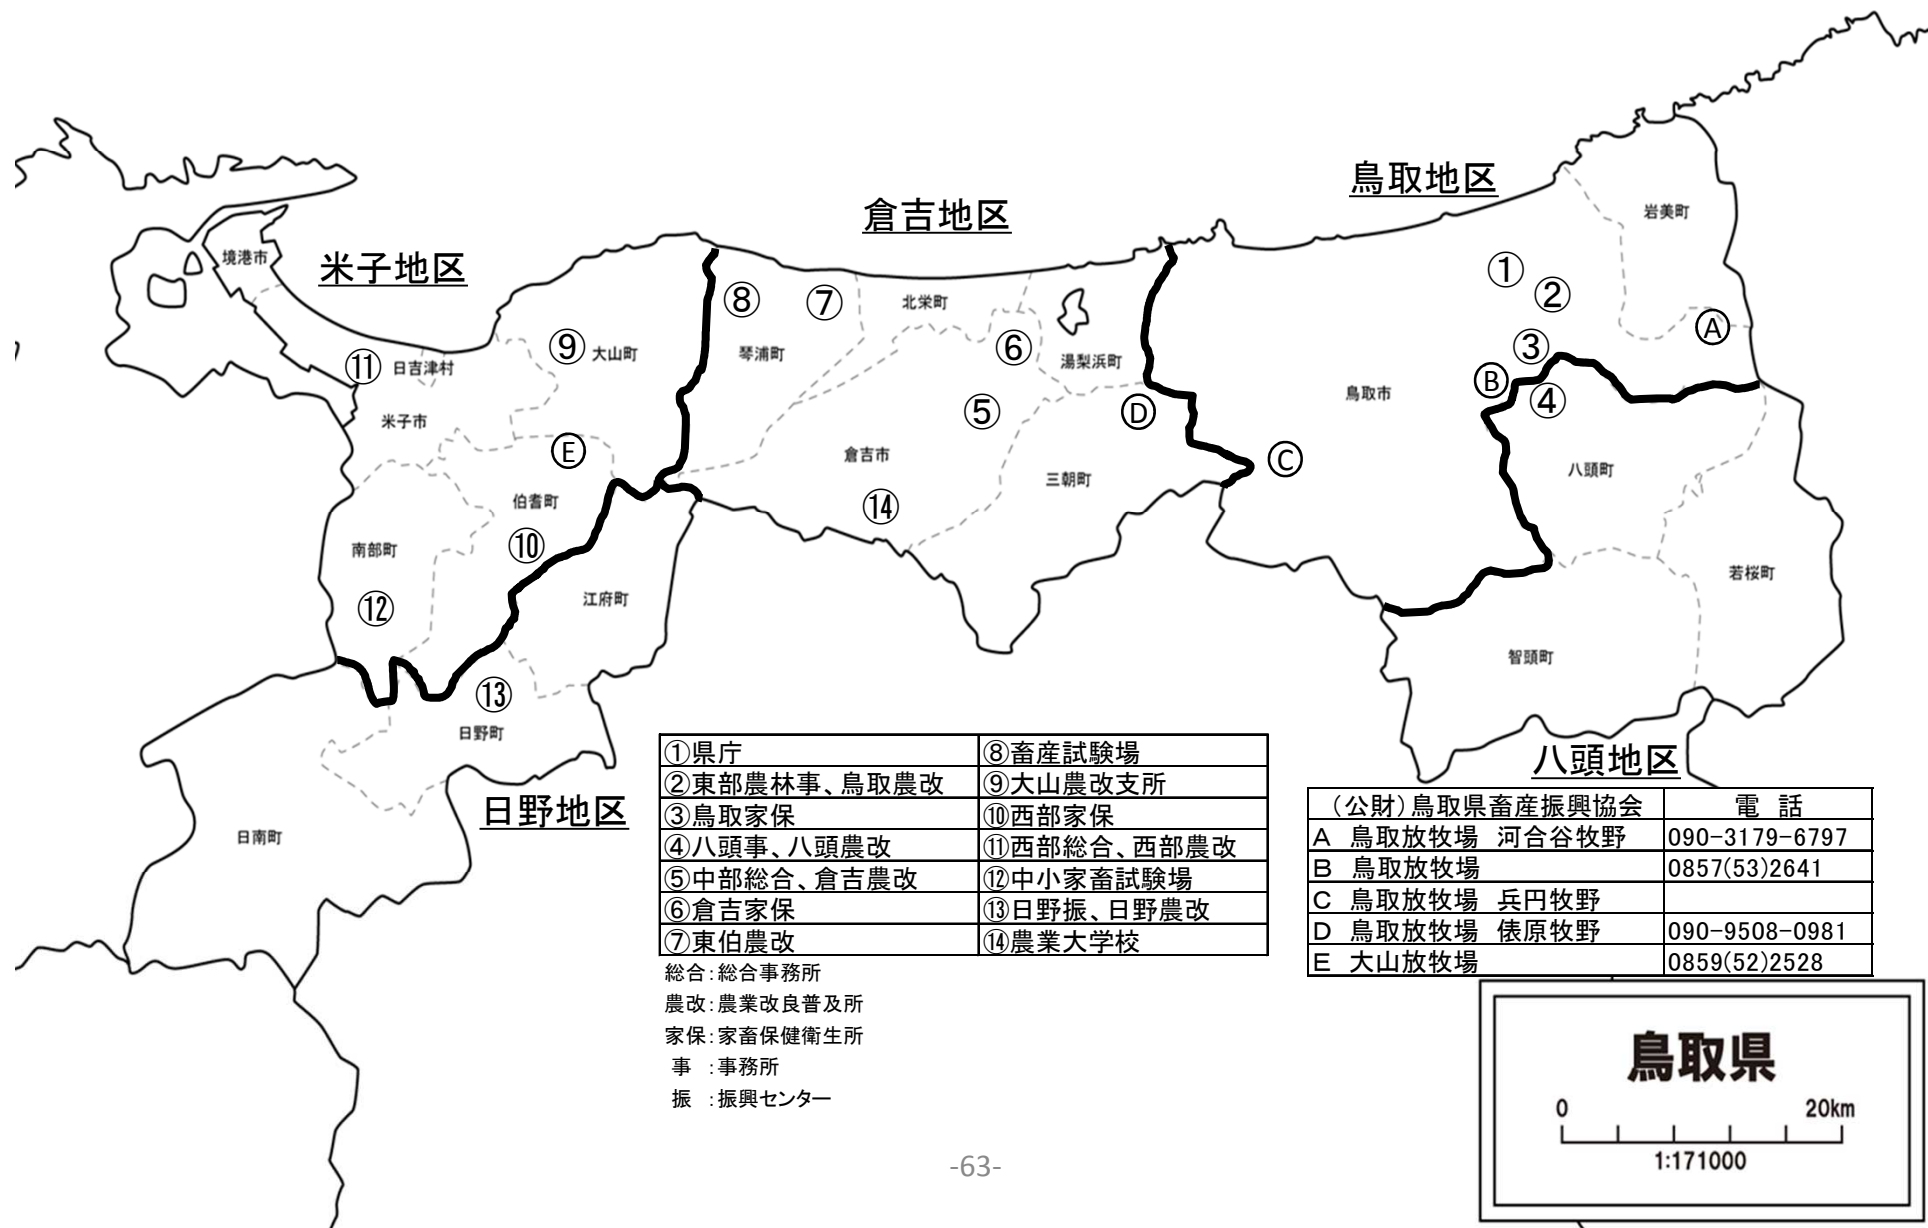 鳥取地区
倉吉地区
米子地区
岩美町
境港市
①
②
⑧
⑦
北栄町
Ⓐ
⑨
大山町
琴浦町
⑥
湯梨浜町
③
⑪
日吉津村
Ⓑ
④
鳥取市
⑤
Ⓓ
米子市
Ⓔ
倉吉市
Ⓒ
八頭町
三朝町
伯耆町
⑭
南部町
⑩
若桜町
江府町
⑫
智頭町
⑬
日野町
八頭地区
日野地区
日南町
①県庁 ⑧畜産試験場
②東部農林事、鳥取農改 ⑨大山農改支所
③鳥取家保 ⑩西部家保
④八頭事、八頭農改 ⑪西部総合、西部農改
⑤中部総合、倉吉農改 ⑫中小家畜試験場
⑥倉吉家保 ⑬日野振、日野農改
⑦東伯農改 ⑭農業大学校
総合:総合事務所
農改:農業改良普及所
家保:家畜保健衛生所
事 :事務所
振 :振興センター
(公財)鳥取県畜産振興協会 電 話
A 鳥取放牧場 河合谷牧野 090-3179-6797
B 鳥取放牧場 0857(53)2641
C 鳥取放牧場 兵円牧野
D 鳥取放牧場 俵原牧野 090-9508-0981
E 大山放牧場 0859(52)2528
鳥取県
0 20km
1:171000
-63-